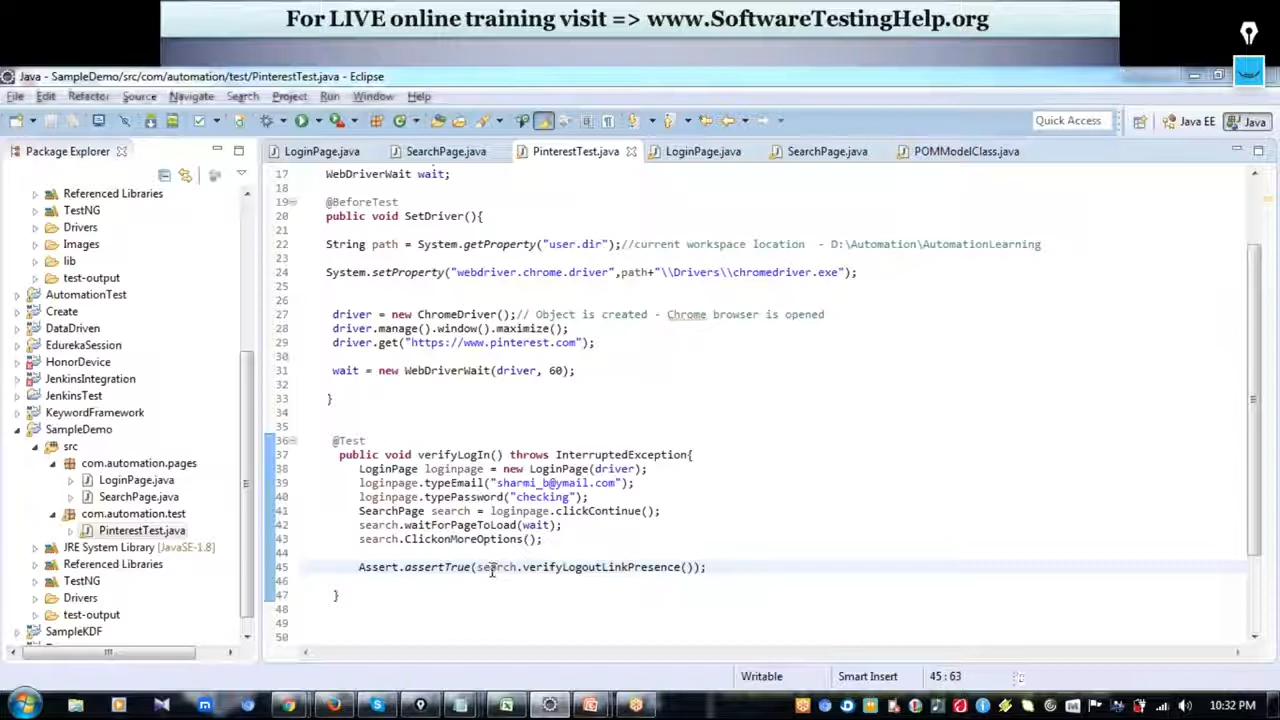 For LIVE online training visit => www.SoftwareTestingHelp.org
Java - SampleDemo/src/com/automation/test/PinterestTest.java - Eclipse
File Edit Refactor Source Navigate Search Project Run Window Help
Quick Access
Java EE
Java
Package Explorer
LoginPage.java
SearchPage.java
PinterestTest.java
LoginPage.java
SearchPage.java
POMModelClass.java
Referenced Libraries
TestNG
Drivers
Images
lib
test-output
AutomationTest
Create
DataDriven
EdurekaSession
HonorDevice
JenkinsIntegration
JenkinsTest
KeywordFramework
SampleDemo
src
com.automation.pages
LoginPage.java
SearchPage.java
com.automation.test
PinterestTest.java
JRE System Library [JavaSE-1.8]
Referenced Libraries
TestNG
Drivers
test-output
SampleKDF
17 WebDriverWait wait;
18
19 @BeforeTest
20 public void SetDriver(){
21
22 String path = System.getProperty("user.dir");//current workspace location - D:\Automation\AutomationLearning
23
24 System.setProperty("webdriver.chrome.driver",path+"\\Drivers\\chromedriver.exe");
25
26
27 driver = new ChromeDriver();// Object is created - Chrome browser is opened
28 driver.manage().window().maximize();
29 driver.get("https://www.pinterest.com");
30
31 wait = new WebDriverWait(driver, 60);
32
33 }
34
35
36 @Test
37 public void verifyLogIn() throws InterruptedException{
38 LoginPage loginpage = new LoginPage(driver);
39 loginpage.typeEmail("sharmi_b@ymail.com");
40 loginpage.typePassword("checking");
41 SearchPage search = loginpage.clickContinue();
42 search.waitForPageToLoad(wait);
43 search.ClickonMoreOptions();
44
45 Assert.assertTrue(search.verifyLogoutLinkPresence());
46
47 }
48
49
50
Writable
Smart Insert
45 : 63
10:32 PM